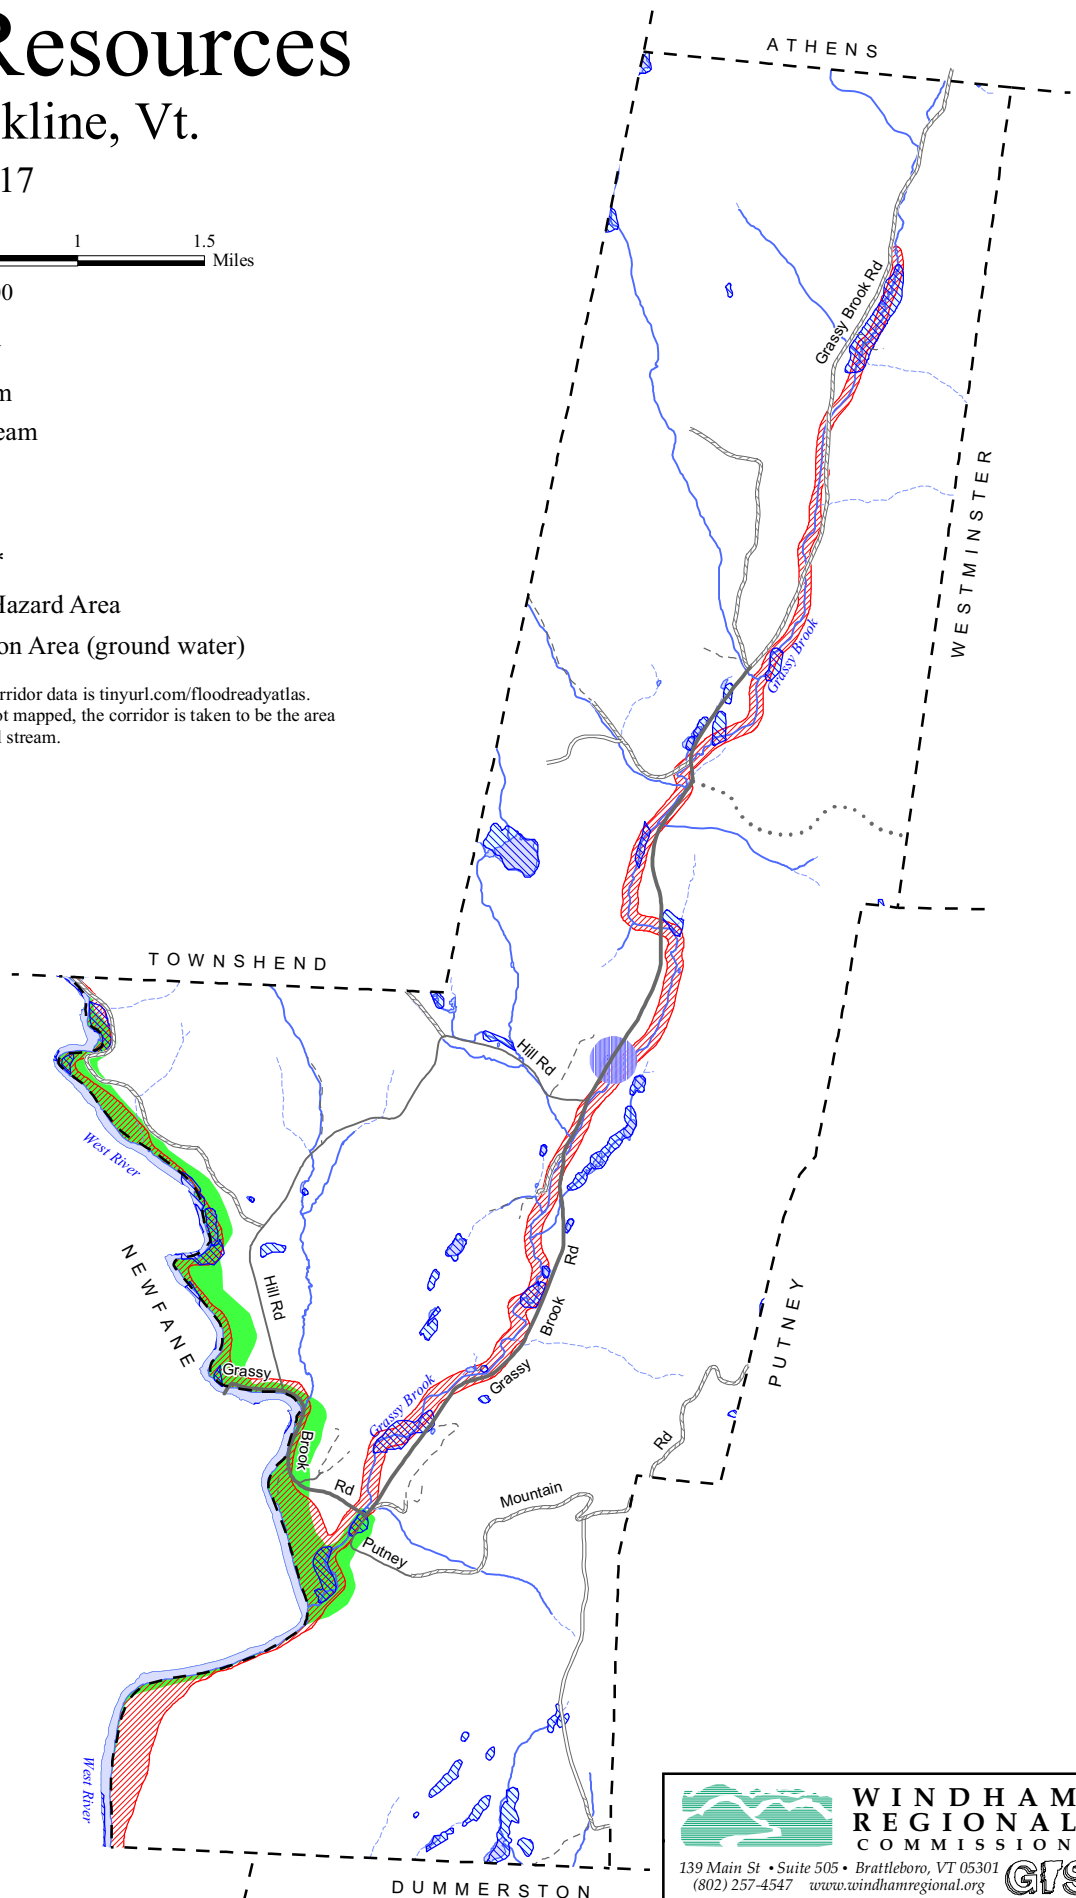 Resources
kline, Vt.
17
1 1.5
Miles
m
eam
*
Hazard Area
on Area (ground water)
rridor data is tinyurl.com/floodreadyatlas.
ot mapped, the corridor is taken to be the area
stream.
ATHENS
Grassy Brook Rd
WESTMINSTER
Grassy Brook
TOWNSHEND
Hill Rd
West River
NEWFANE
Hill Rd
Rd
Brook
Grassy
PUTNEY
Grassy
Grassy Brook
Brook
Rd
Rd
Mountain
Putney
West River
DUMMERSTON
WINDHAM
REGIONAL
COMMISSION
139 Main St • Suite 505 • Brattleboro, VT 05301
(802) 257-4547 www.windhamregional.org
GIS